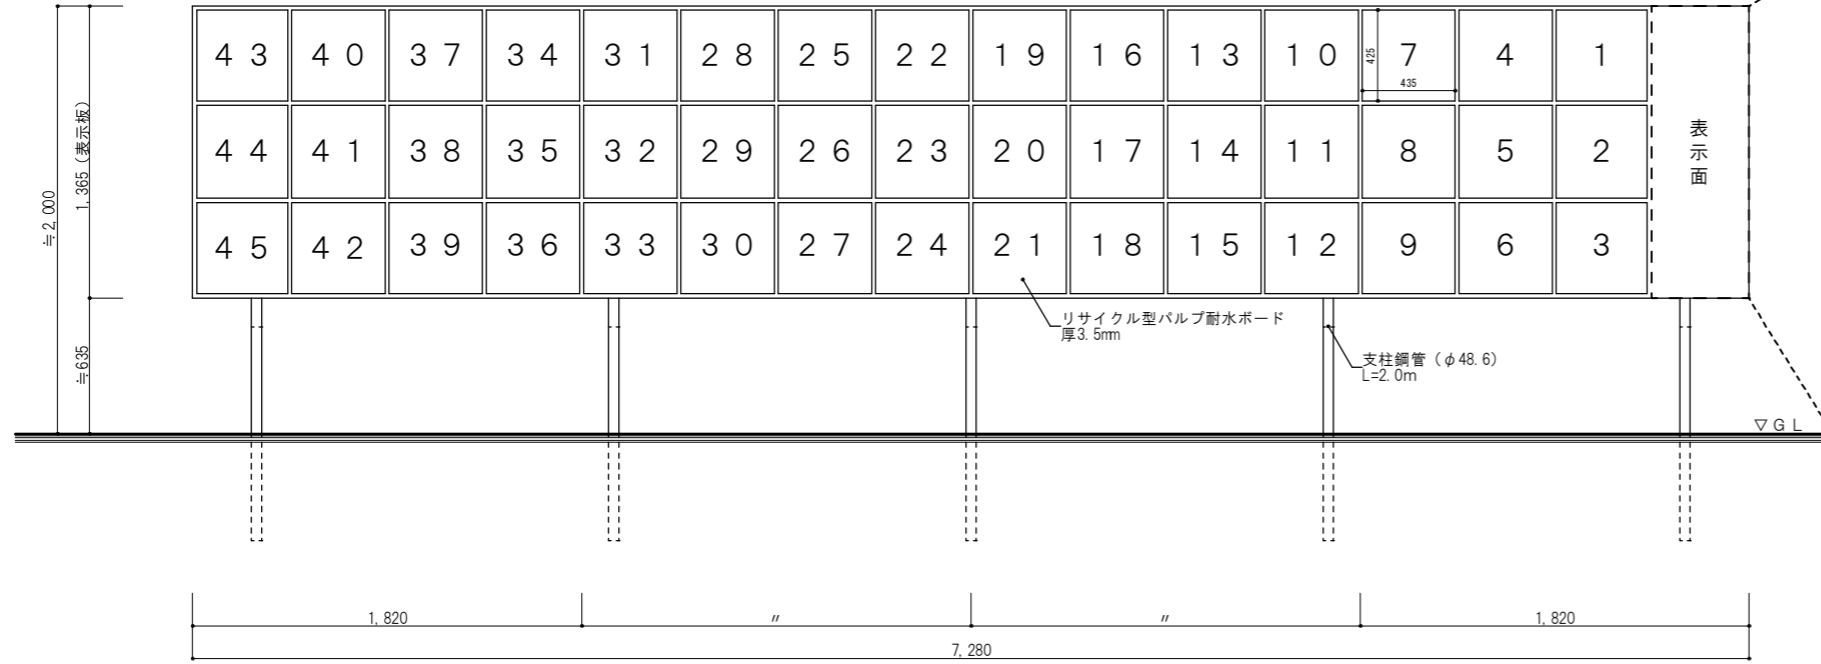 ４３ ４０ ３７ ３４ ３１ ２８ ２５ ２２ １９ １６ １３ １０ ７ ４ １
425
435
４４ ４１ ３８ ３５ ３２ ２９ ２６ ２３ ２０ １７ １４ １１ ８ ５ ２
表示面
４５ ４２ ３９ ３６ ３３ ３０ ２７ ２４ ２１ １８ １５ １２ ９ ６ ３
≒2,000
1,365（表示板）
≒635
リサイクル型パルプ耐水ボード
厚3.5mm
支柱鋼管（φ48.6）
L=2.0m
▽ＧＬ
1,820 〃 〃 1,820
7,280